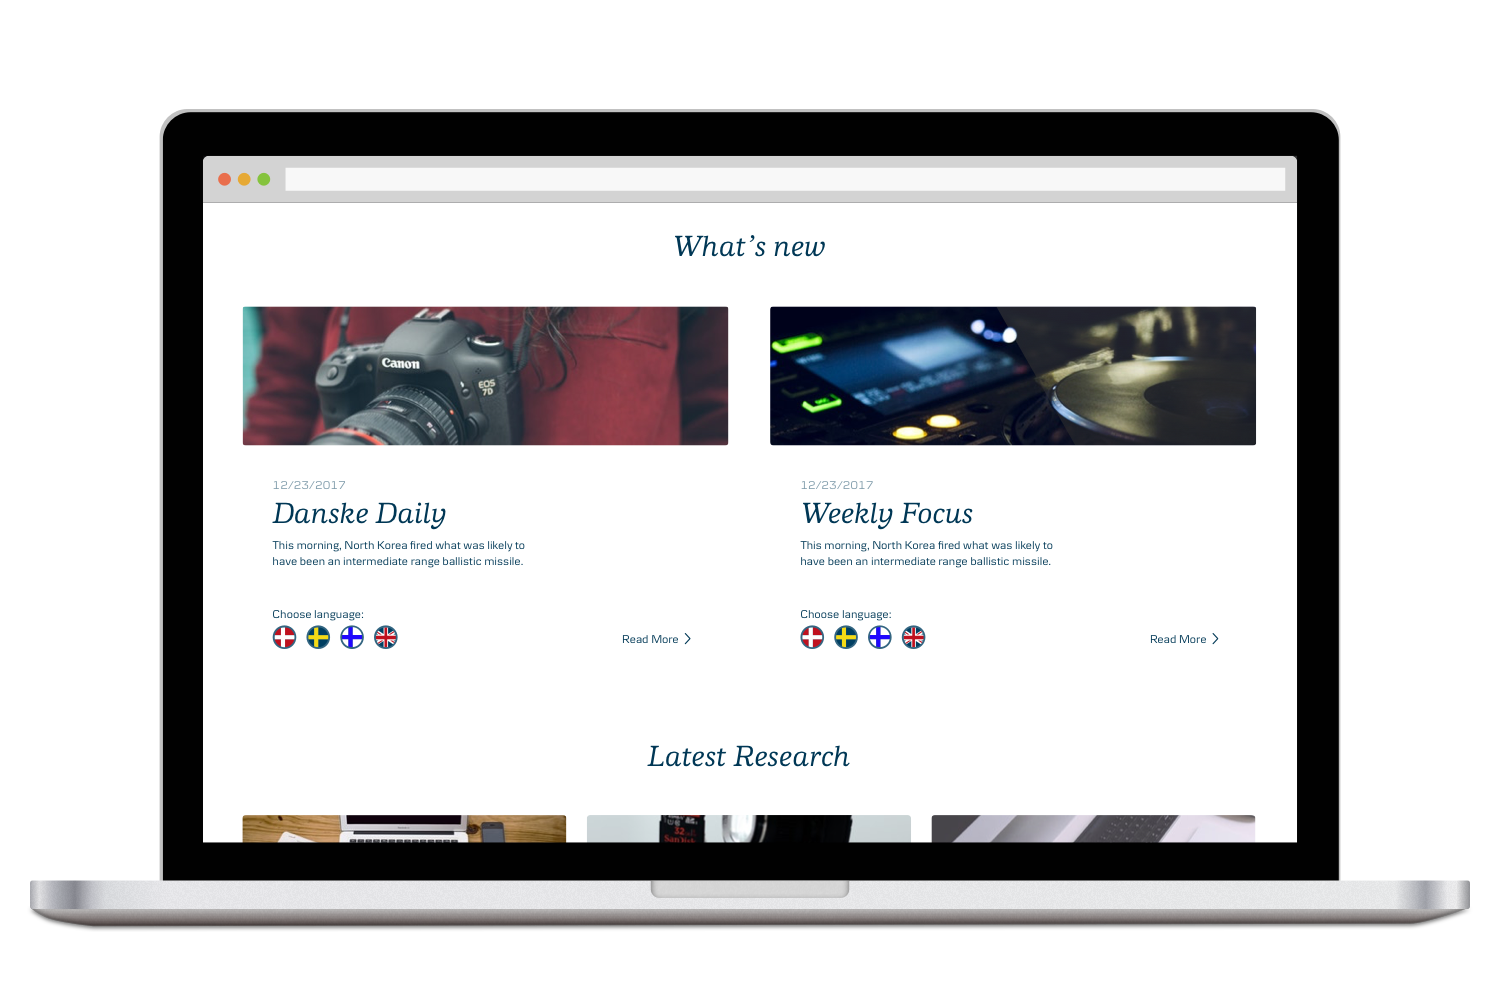 What's new
Canon
EOS
7D
12/23/2017
Danske Daily
This morning, North Korea fired what was likely to
have been an intermediate range ballistic missile.
Choose language:
Read More
12/23/2017
Weekly Focus
This morning, North Korea fired what was likely to
have been an intermediate range ballistic missile.
Choose language:
Read More
Latest Research
32
SanDisk